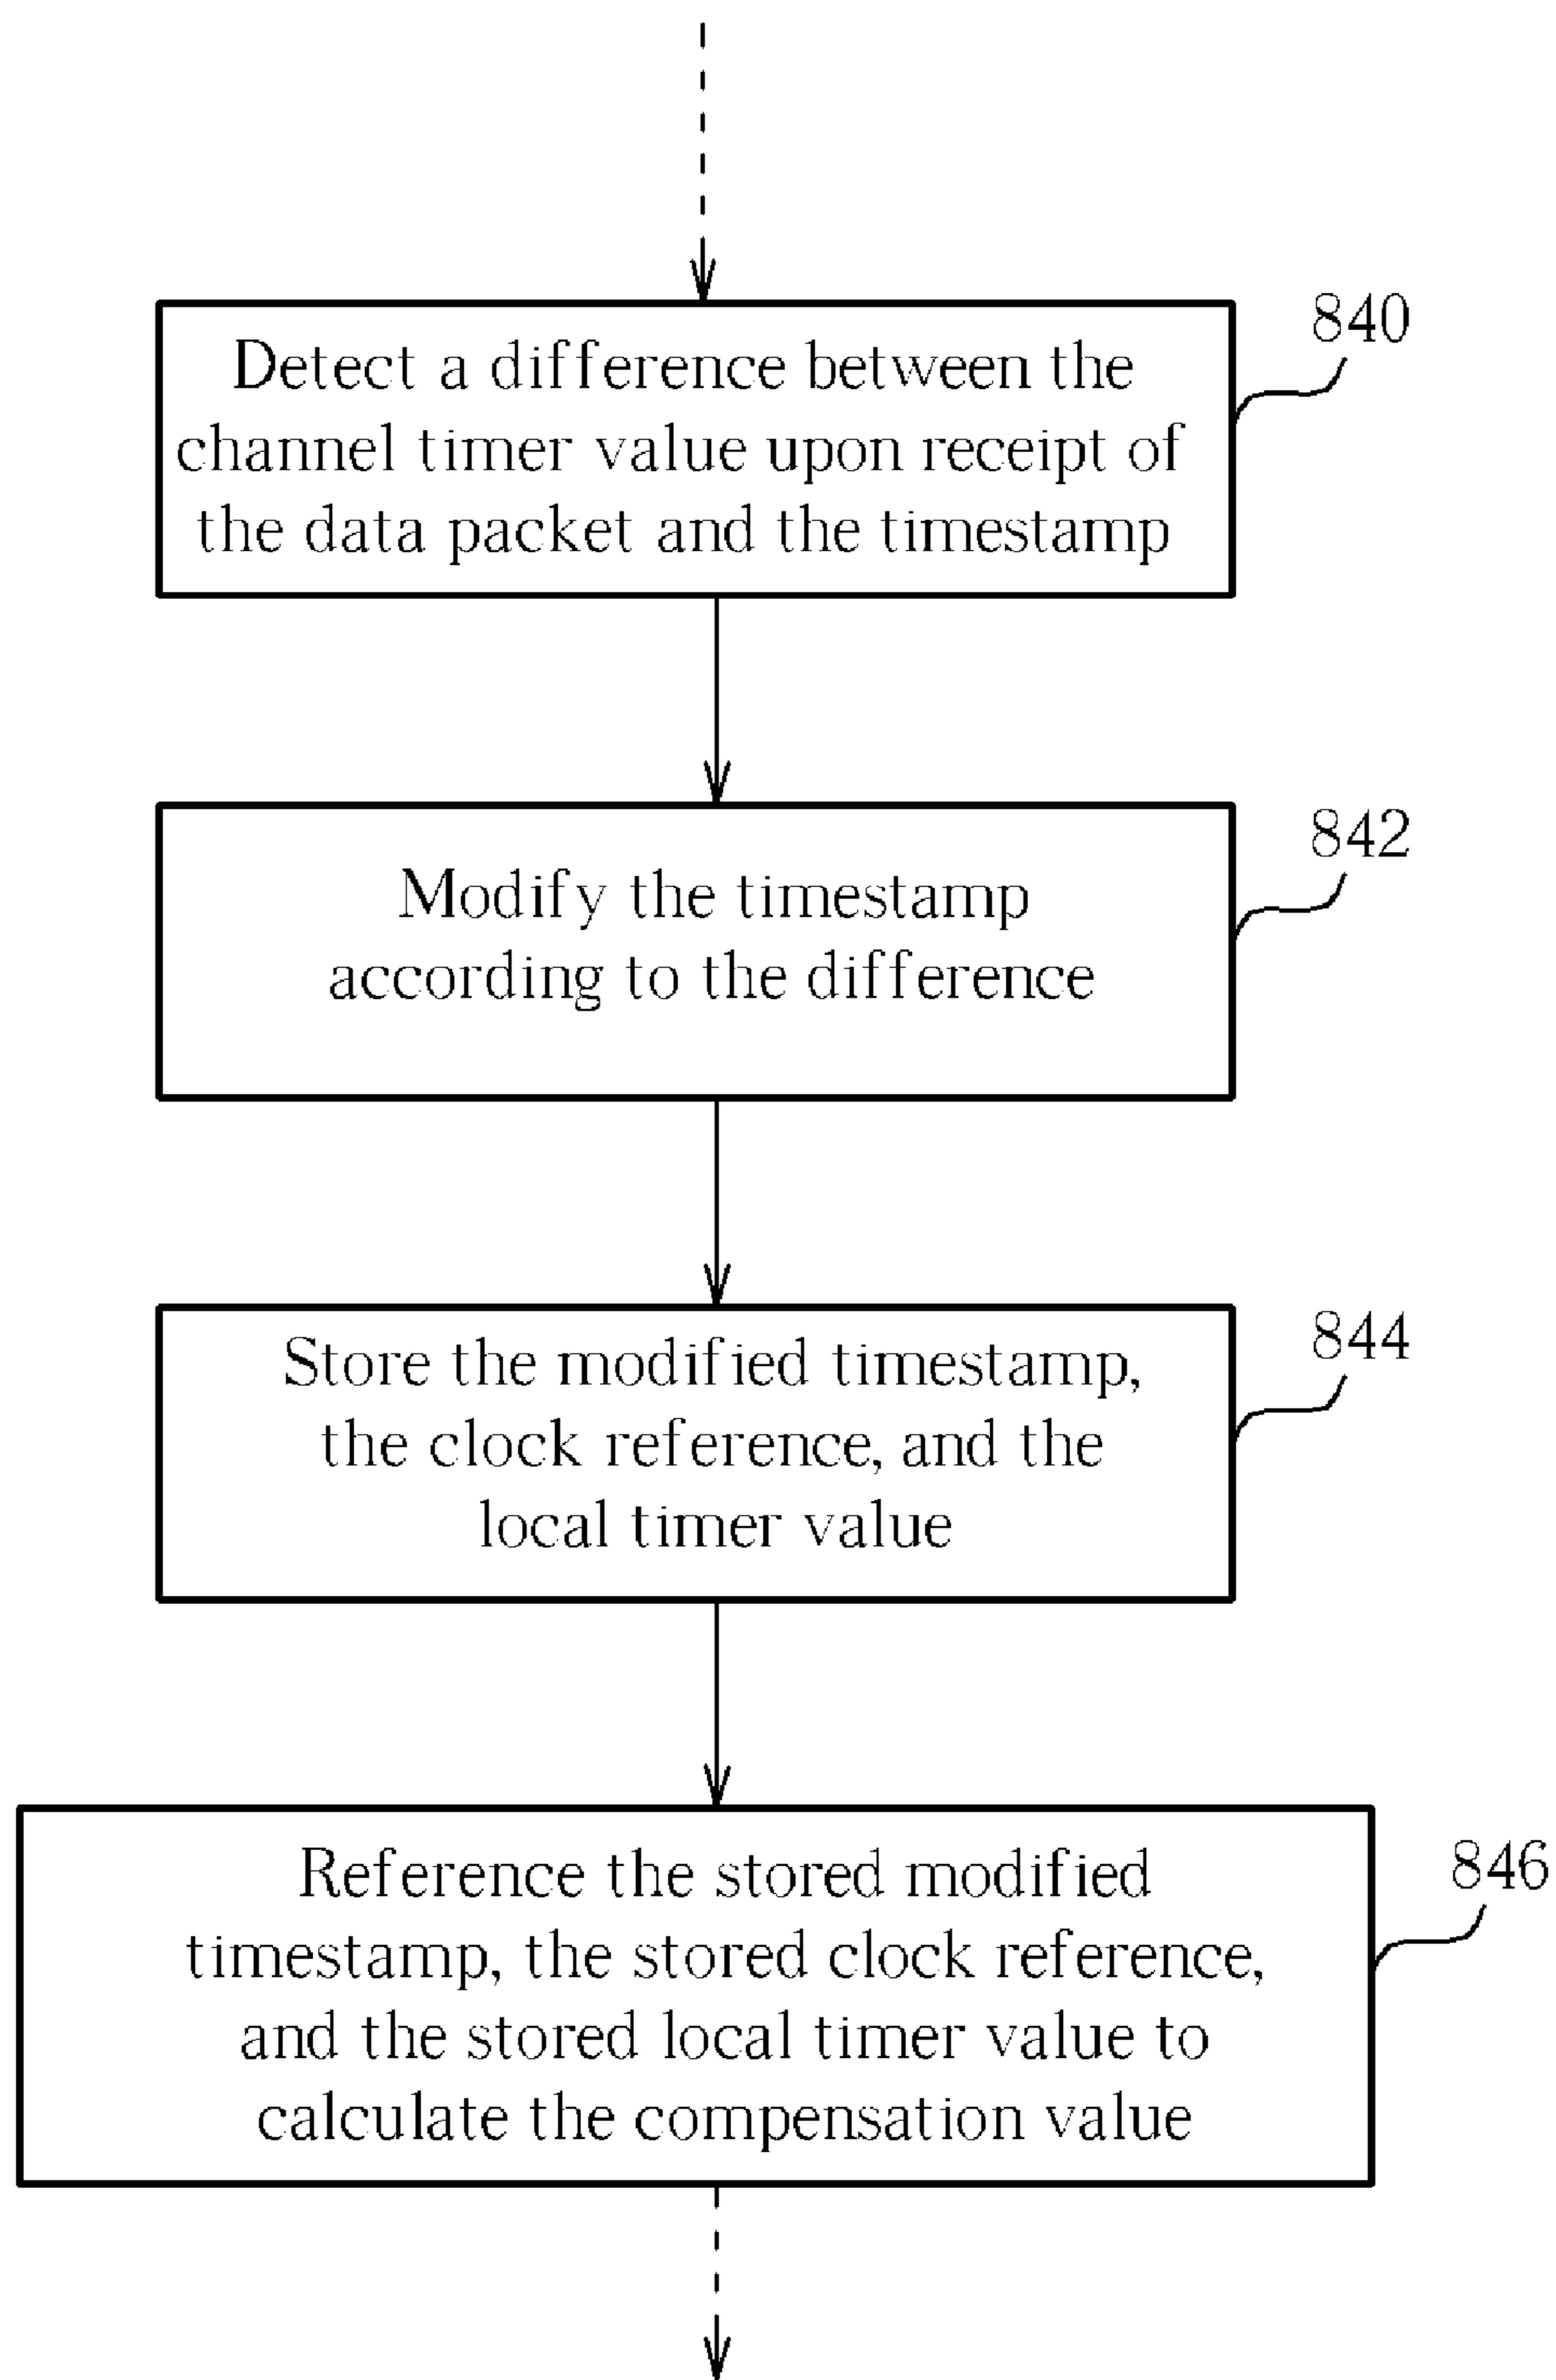 840
Detect a difference between the
channel timer value upon receipt of
the data packet and the timestamp
842
Modify the timestamp
according to the difference
844
Store the modified timestamp,
the clock reference, and the
local timer value
846
Reference the stored modified
timestamp, the stored clock reference,
and the stored local timer value to
calculate the compensation value